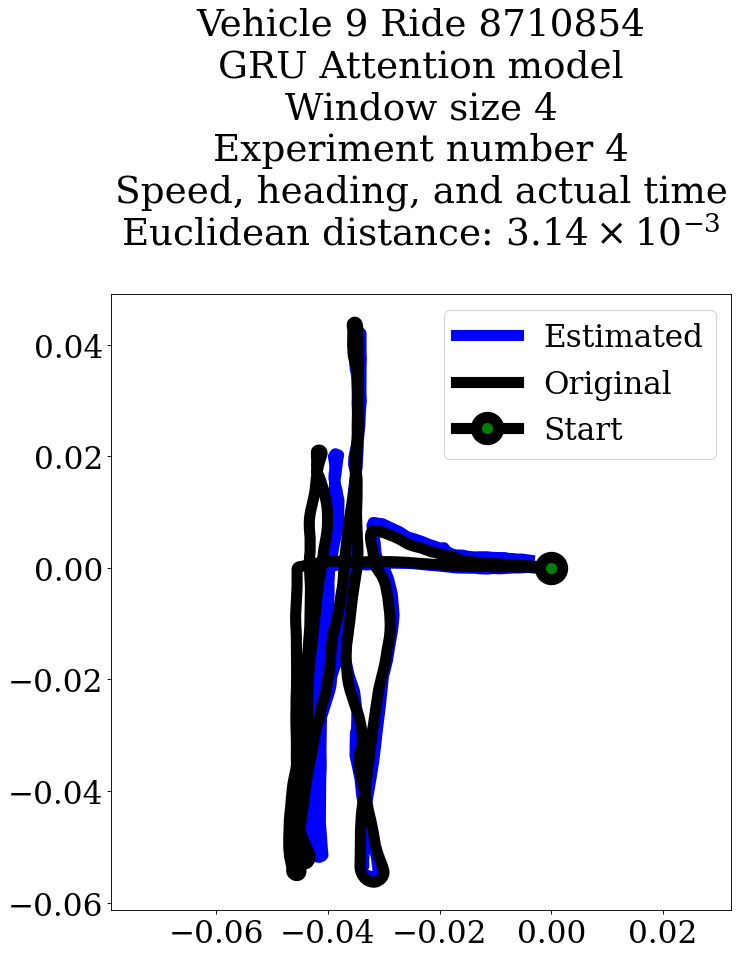 Vehicle 9 Ride 8710854
GRU Attention model
Window size 4
Experiment number 4
Speed, heading, and actual time
Euclidean distance: 3.14 × 10⁻³
Estimated
Original
Start
0.04
0.02
0.00
−0.02
−0.04
−0.06
−0.06 −0.04 −0.02 0.00 0.02